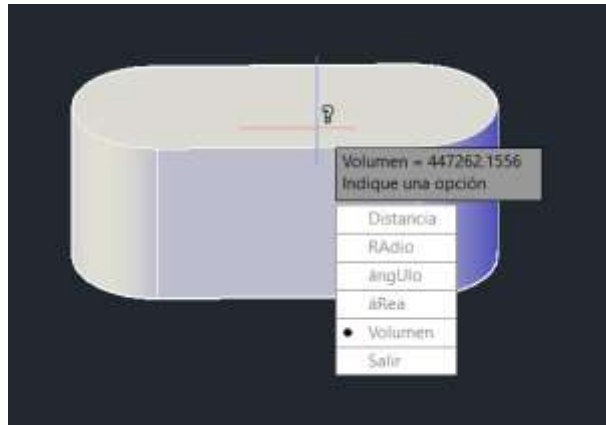 Volumen = 447262.1556
Indique una opción
Distancia
RAdio
ángUlo
áRea
Volumen
Salir